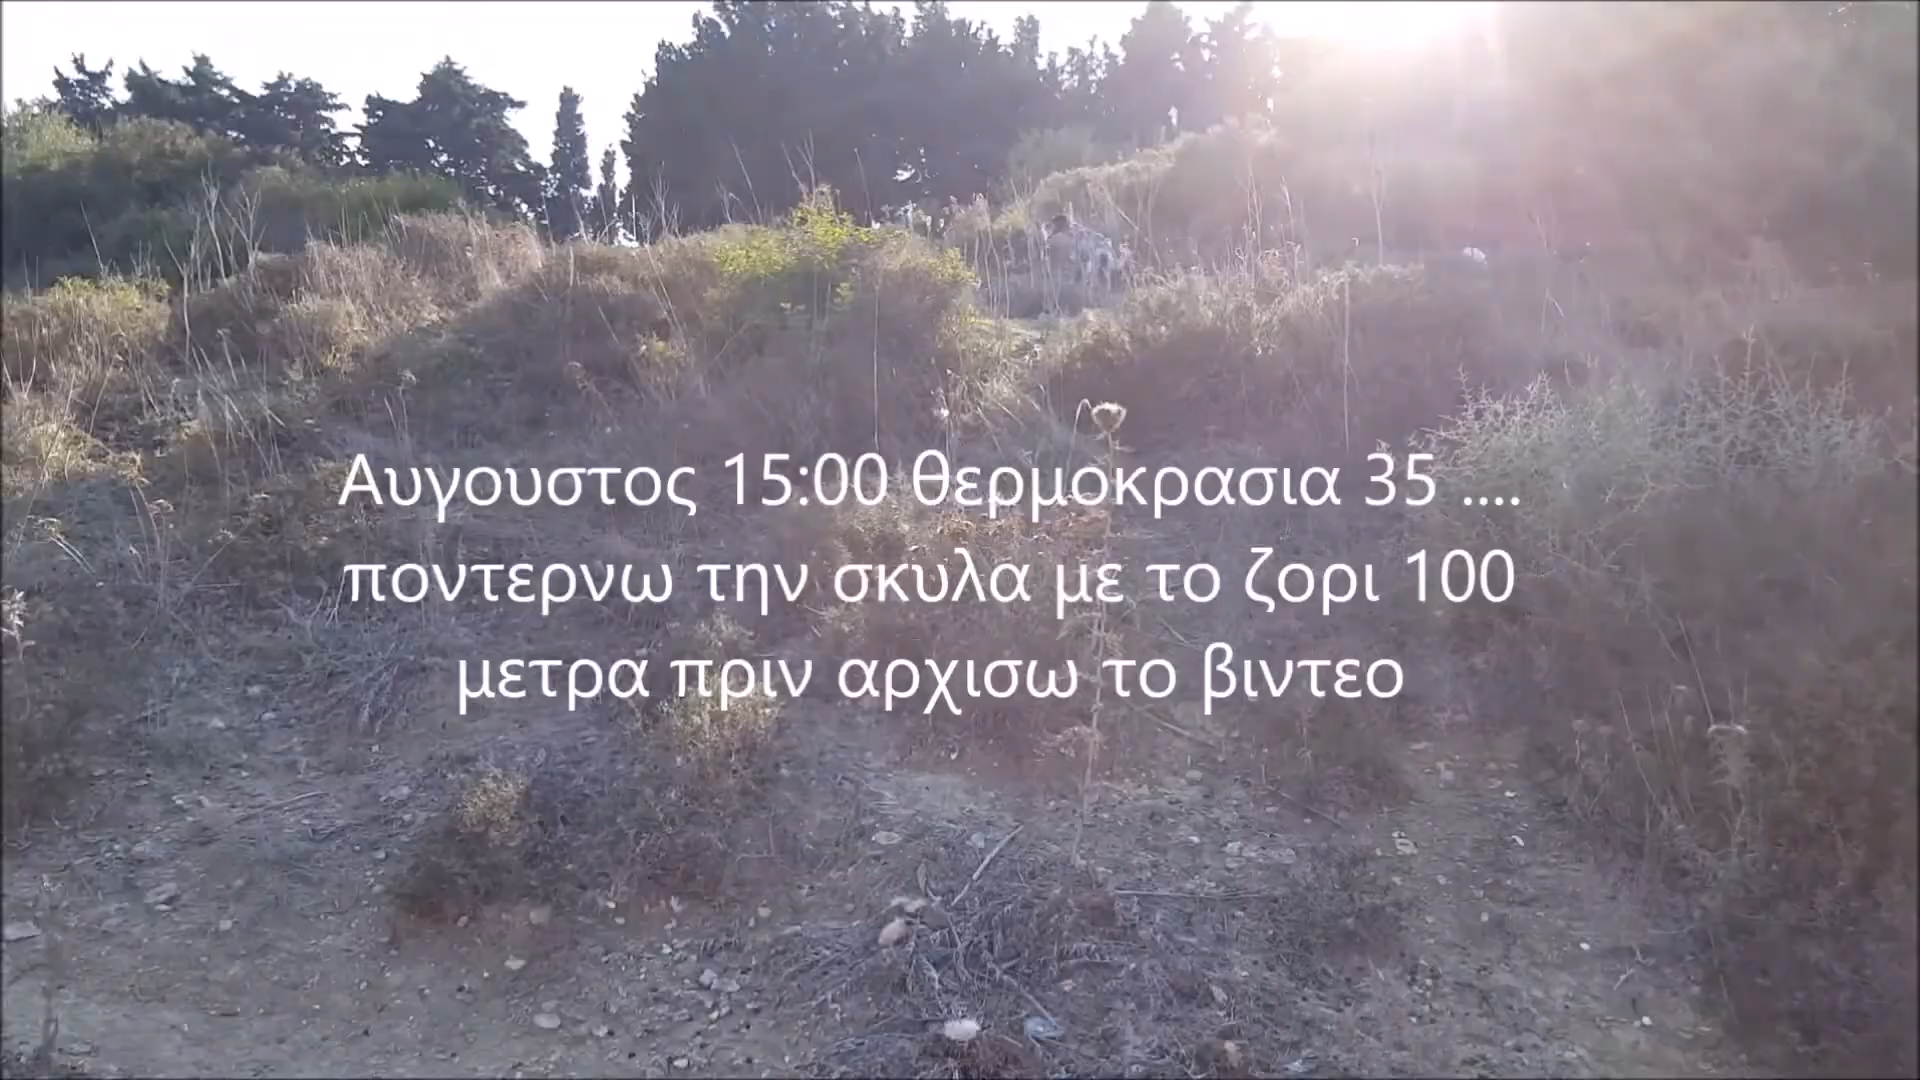 Αυγουστος 15:00 θερμοκρασια 35 ....
ποντερνω την σκυλα με το ζορι 100
μετρα πριν αρχισω το βιντεο